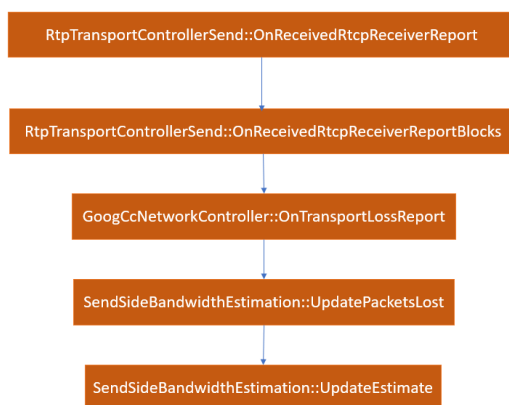 RtpTransportControllerSend::OnReceivedRtcpReceiverReport
RtpTransportControllerSend::OnReceivedRtcpReceiverReportBlocks
GoogCcNetworkController::OnTransportLossReport
SendSideBandwidthEstimation::UpdatePacketsLost
SendSideBandwidthEstimation::UpdateEstimate